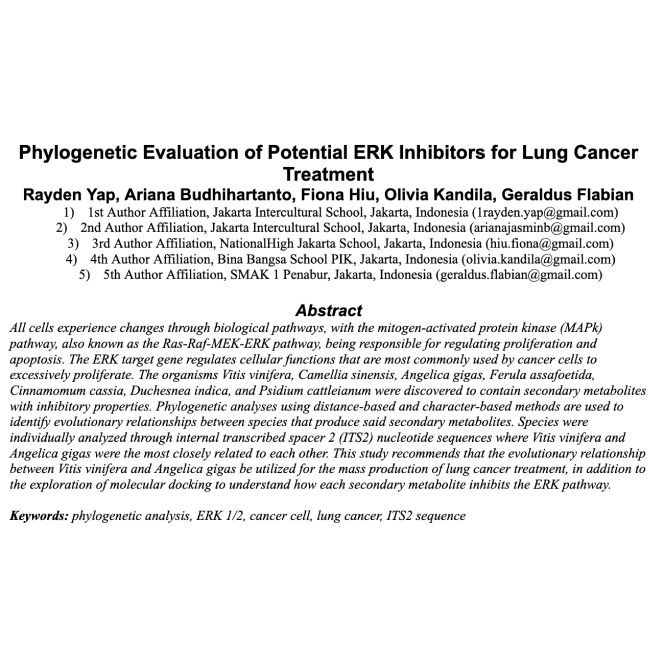 Phylogenetic Evaluation of Potential ERK Inhibitors for Lung Cancer
Treatment
Rayden Yap, Ariana Budhihartanto, Fiona Hiu, Olivia Kandila, Geraldus Flabian
1) 1st Author Affiliation, Jakarta Intercultural School, Jakarta, Indonesia (1rayden.yap@gmail.com)
2) 2nd Author Affiliation, Jakarta Intercultural School, Jakarta, Indonesia (arianajasminb@gmail.com)
3) 3rd Author Affiliation, NationalHigh Jakarta School, Jakarta, Indonesia (hiu.fiona@gmail.com)
4) 4th Author Affiliation, Bina Bangsa School PIK, Jakarta, Indonesia (olivia.kandila@gmail.com)
5) 5th Author Affiliation, SMAK 1 Penabur, Jakarta, Indonesia (geraldus.flabian@gmail.com)
Abstract
All cells experience changes through biological pathways, with the mitogen-activated protein kinase (MAPk)
pathway, also known as the Ras-Raf-MEK-ERK pathway, being responsible for regulating proliferation and
apoptosis. The ERK target gene regulates cellular functions that are most commonly used by cancer cells to
excessively proliferate. The organisms Vitis vinifera, Camellia sinensis, Angelica gigas, Ferula assafoetida,
Cinnamomum cassia, Duchesnea indica, and Psidium cattleianum were discovered to contain secondary metabolites
with inhibitory properties. Phylogenetic analyses using distance-based and character-based methods are used to
identify evolutionary relationships between species that produce said secondary metabolites. Species were
individually analyzed through internal transcribed spacer 2 (ITS2) nucleotide sequences where Vitis vinifera and
Angelica gigas were the most closely related to each other. This study recommends that the evolutionary relationship
between Vitis vinifera and Angelica gigas be utilized for the mass production of lung cancer treatment, in addition to
the exploration of molecular docking to understand how each secondary metabolite inhibits the ERK pathway.
Keywords: phylogenetic analysis, ERK 1/2, cancer cell, lung cancer, ITS2 sequence